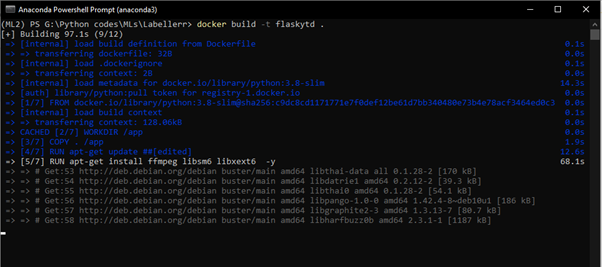 Anaconda Powershell Prompt (anaconda3)
(ML2) PS G:\Python codes\MLs\Labellerr> docker build -t flaskytd .
[+] Building 97.1s (9/12)
=> [internal] load build definition from Dockerfile 0.1s
=> => transferring dockerfile: 32B 0.0s
=> [internal] load .dockerignore 0.1s
=> => transferring context: 2B 0.0s
=> [internal] load metadata for docker.io/library/python:3.8-slim 14.3s
=> [auth] library/python:pull token for registry-1.docker.io 0.0s
=> [1/7] FROM docker.io/library/python:3.8-slim@sha256:c9dc8cd1171771e7f0def12be61d7bb340480e73b4e78acf3464ed0c3 0.0s
=> [internal] load build context 0.1s
=> => transferring context: 128.06kB 0.0s
=> CACHED [2/7] WORKDIR /app 0.0s
=> [3/7] COPY . /app 1.9s
=> [4/7] RUN apt-get update ##[edited] 12.6s
=> [5/7] RUN apt-get install ffmpeg libsm6 libxext6 -y 68.1s
=> => # Get:53 http://deb.debian.org/debian buster/main amd64 libthai-data all 0.1.28-2 [170 kB]
=> => # Get:54 http://deb.debian.org/debian buster/main amd64 libdatrie1 amd64 0.2.12-2 [39.3 kB]
=> => # Get:55 http://deb.debian.org/debian buster/main amd64 libthai0 amd64 0.1.28-2 [54.1 kB]
=> => # Get:56 http://deb.debian.org/debian buster/main amd64 libpango-1.0-0 amd64 1.42.4-8~deb10u1 [186 kB]
=> => # Get:57 http://deb.debian.org/debian buster/main amd64 libgraphite2-3 amd64 1.3.13-7 [80.7 kB]
=> => # Get:58 http://deb.debian.org/debian buster/main amd64 libharfbuzz0b amd64 2.3.1-1 [1187 kB]